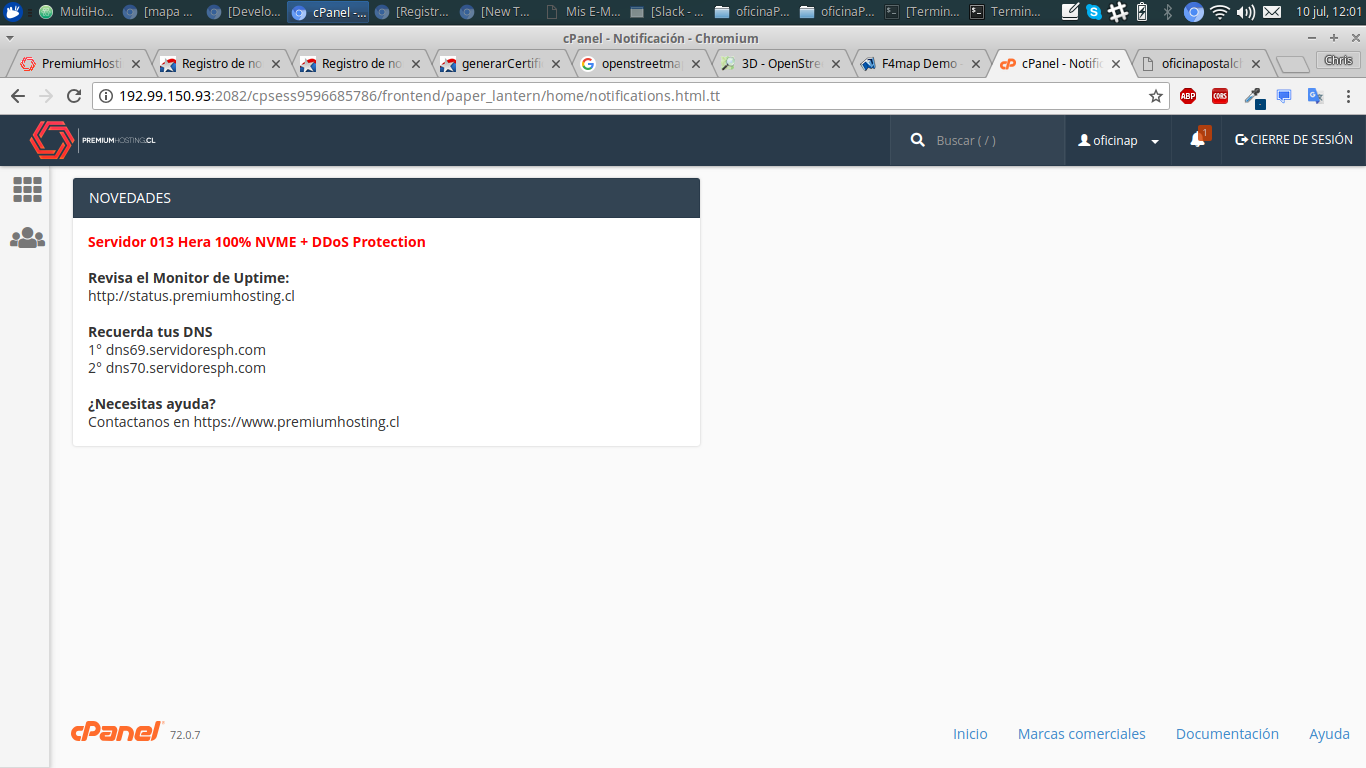 MultiHo...
[mapa ...
[Develo...
cPanel -...
[Registr...
[New T...
Mis E-M...
[Slack - ...
oficinaP...
oficinaP...
[Termin...
Termin...
10 jul, 12:01
cPanel - Notificación - Chromium
PremiumHosti
Registro de no
Registro de no
generarCertifi
openstreetma
3D - OpenStre
F4map Demo -
cPanel - Notifi
oficinapostalcl
Chris
192.99.150.93:2082/cpsess9596685786/frontend/paper_lantern/home/notifications.html.tt
ABP
CORS
PREMIUMHOSTING.CL
Buscar ( / )
oficinap
1
CIERRE DE SESIÓN
NOVEDADES
Servidor 013 Hera 100% NVME + DDoS Protection
Revisa el Monitor de Uptime:
http://status.premiumhosting.cl
Recuerda tus DNS
1° dns69.servidoresph.com
2° dns70.servidoresph.com
¿Necesitas ayuda?
Contactanos en https://www.premiumhosting.cl
cPanel 72.0.7
Inicio
Marcas comerciales
Documentación
Ayuda